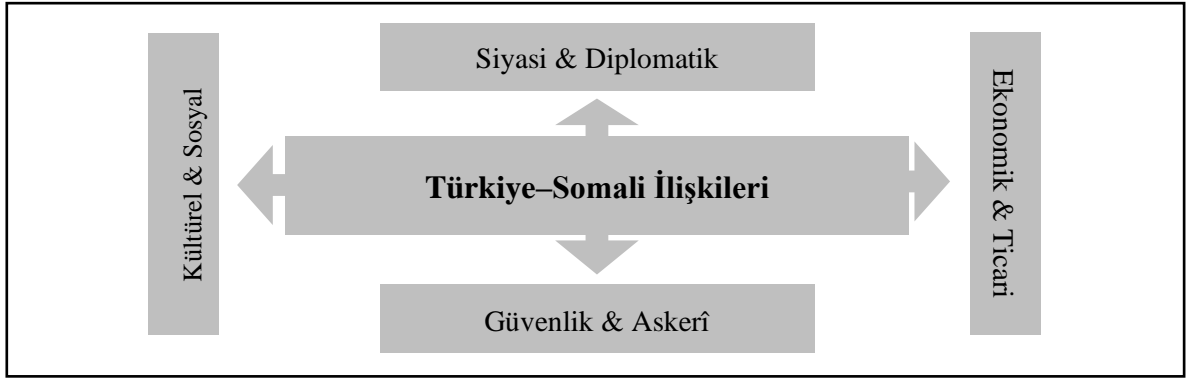 Siyasi & Diplomatik
Kültürel & Sosyal
Türkiye–Somali İlişkileri
Ekonomik & Ticari
Güvenlik & Askerî